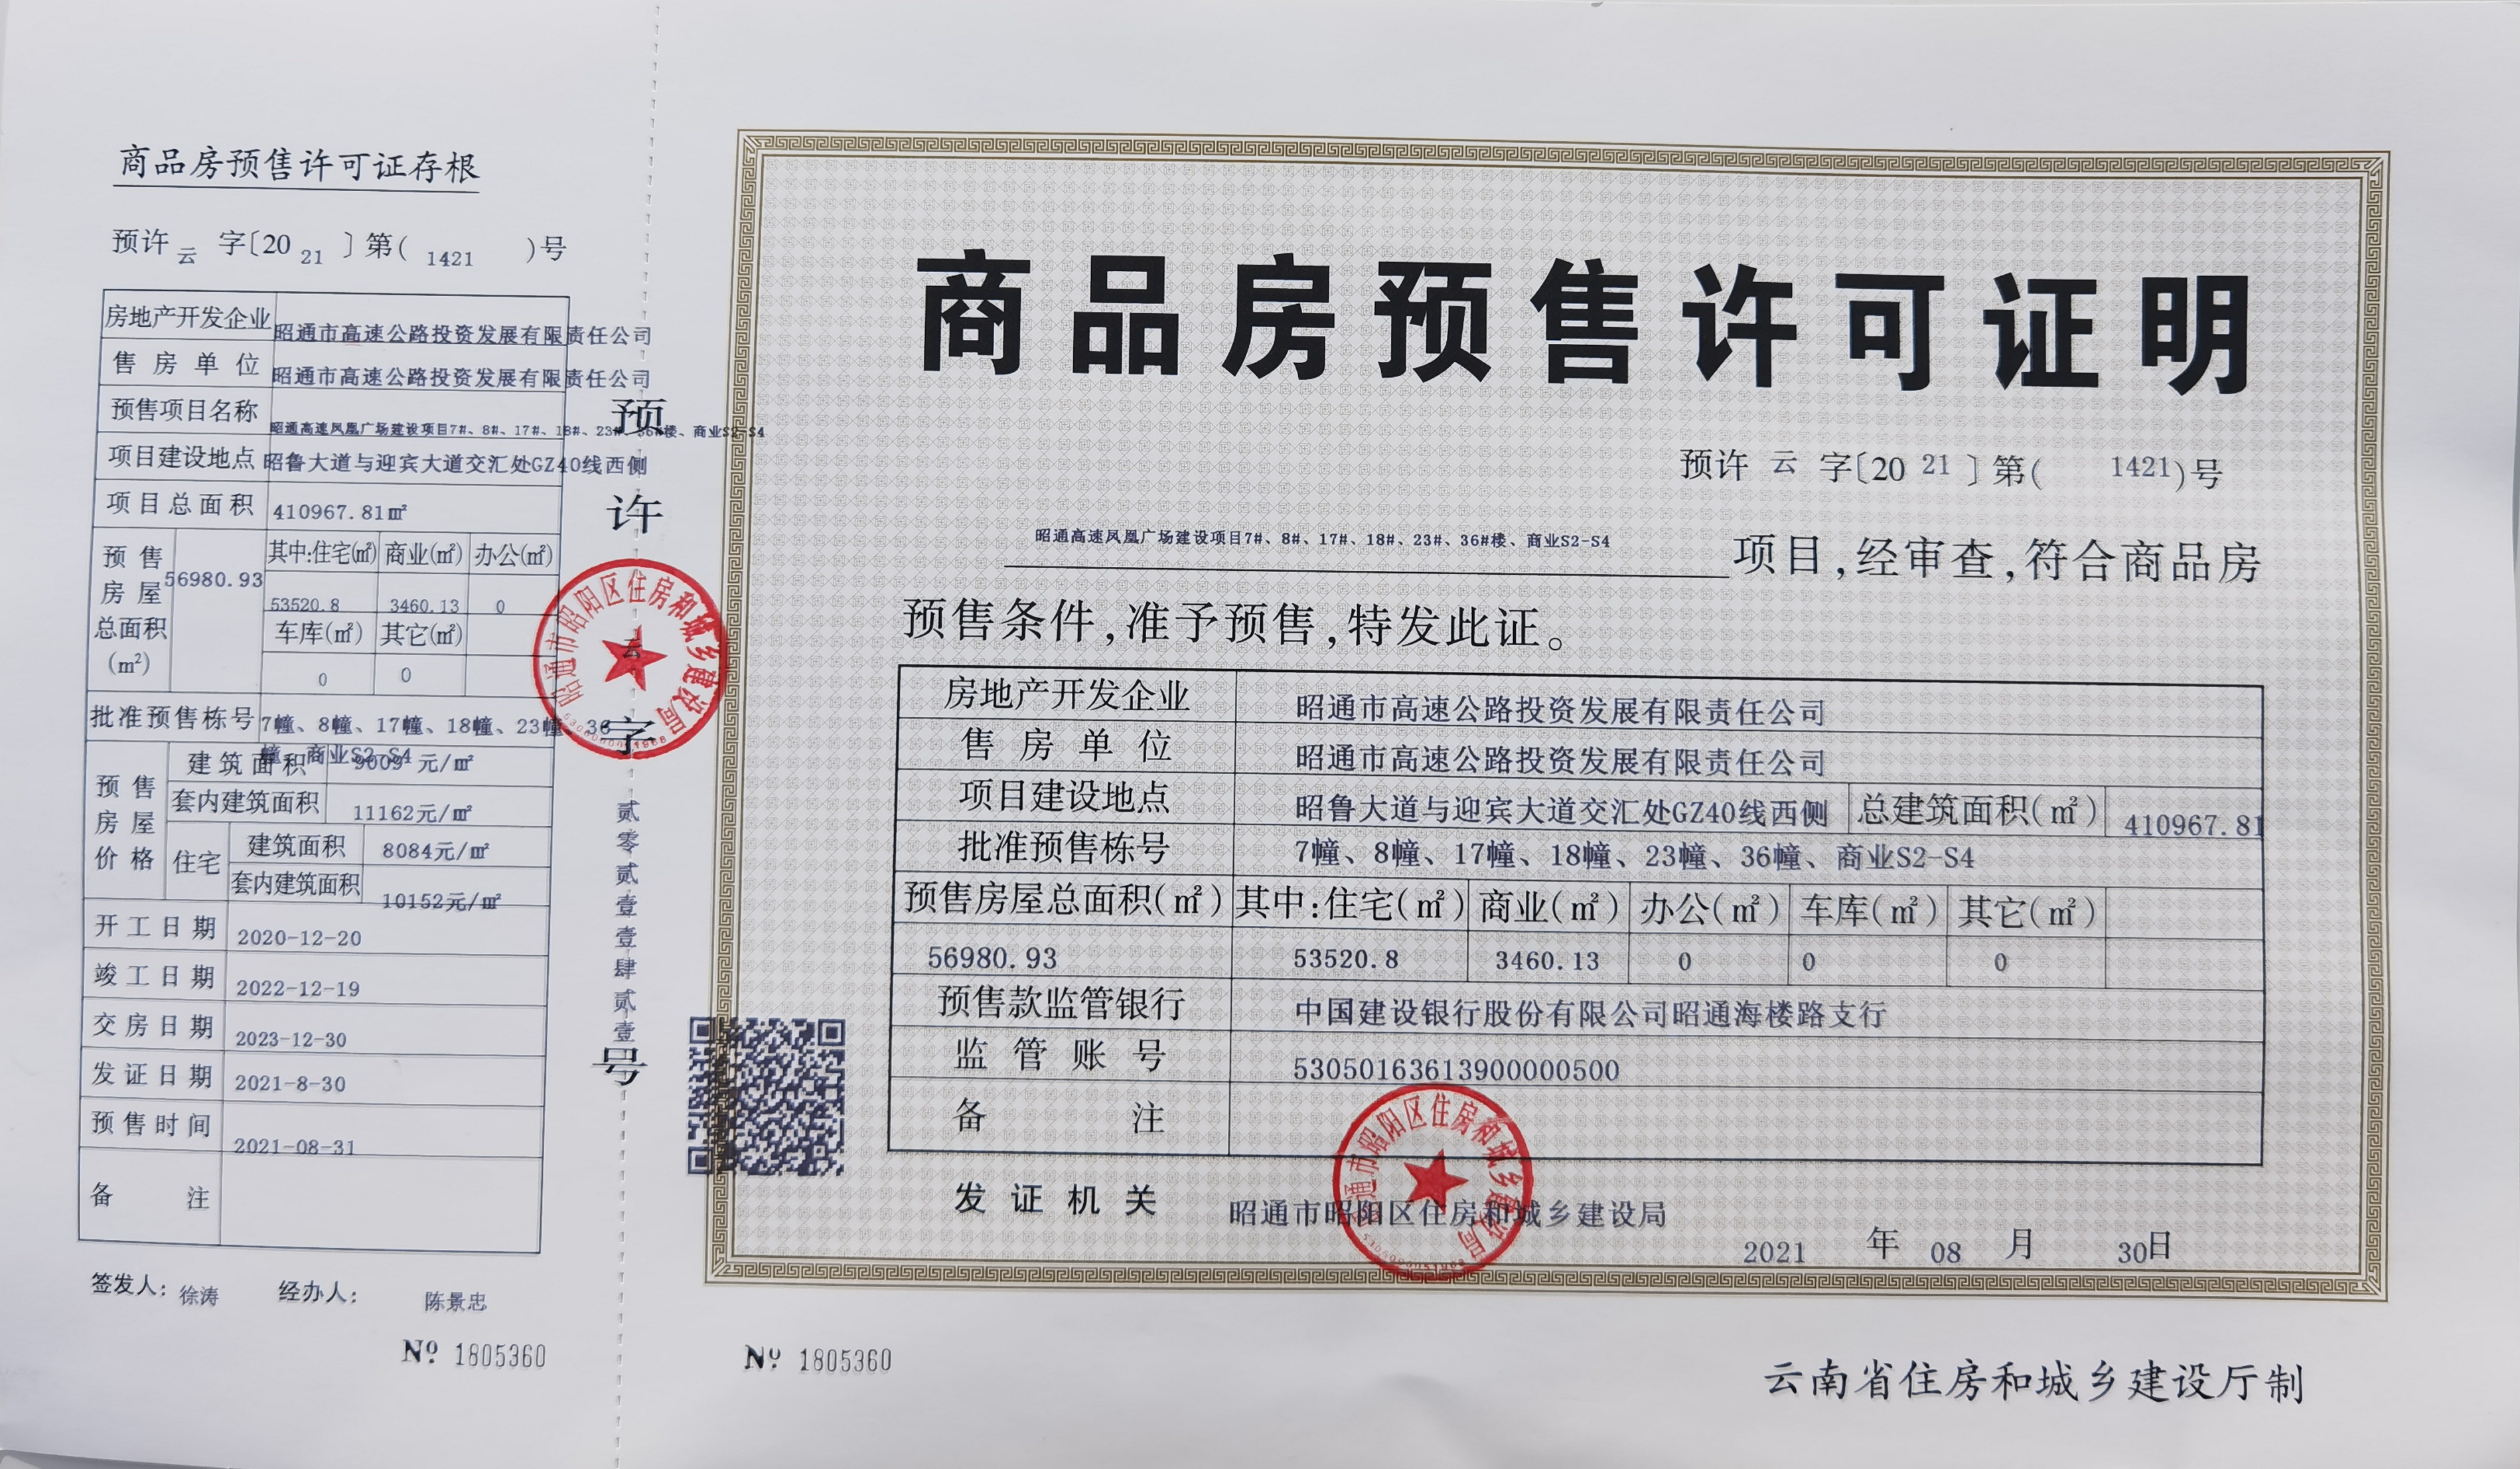 商品房预售许可证存根
预许 云 字〔20 21 〕第( 1421 )号
房地产开发企业 昭通市高速公路投资发展有限责任公司
售房单位 昭通市高速公路投资发展有限责任公司
预售项目名称 昭通高速凤凰广场建设项目7#、8#、17#、18#、23#、36#楼、商业S2-S4
项目建设地点 昭鲁大道与迎宾大道交汇处GZ40线西侧
项目总面积 410967.81㎡
预售房屋总面积(m²) 56980.93
其中:住宅(㎡) 商业(㎡) 办公(㎡)
53520.8 3460.13 0
车库(㎡) 其它(㎡)
0 0
批准预售栋号 7幢、8幢、17幢、18幢、23幢、36
幢、商业S2-S4
预售房屋价格
建筑面积 9009 元/㎡
套内建筑面积 11162元/㎡
住宅 建筑面积 8084元/㎡
套内建筑面积 10152元/㎡
开工日期 2020-12-20
竣工日期 2022-12-19
交房日期 2023-12-30
发证日期 2021-8-30
预售时间 2021-08-31
备注
签发人: 徐涛 经办人: 陈景忠
№ 1805360
预许云字贰零贰壹壹肆贰壹号
昭通市昭阳区住房和城乡建设局
商品房预售许可证明
预许 云 字〔20 21 〕第( 1421)号
昭通高速凤凰广场建设项目7#、8#、17#、18#、23#、36#楼、商业S2-S4 项目,经审查,符合商品房
预售条件,准予预售,特发此证。
房地产开发企业 昭通市高速公路投资发展有限责任公司
售房单位 昭通市高速公路投资发展有限责任公司
项目建设地点 昭鲁大道与迎宾大道交汇处GZ40线西侧 总建筑面积(㎡) 410967.81
批准预售栋号 7幢、8幢、17幢、18幢、23幢、36幢、商业S2-S4
预售房屋总面积(㎡) 其中:住宅(㎡) 商业(㎡) 办公(㎡) 车库(㎡) 其它(㎡)
56980.93 53520.8 3460.13 0 0 0
预售款监管银行 中国建设银行股份有限公司昭通海楼路支行
监管账号 53050163613900000500
备注
发证机关 昭通市昭阳区住房和城乡建设局
昭通市昭阳区住房和城乡建设局
2021 年 08 月 30日
№ 1805360
云南省住房和城乡建设厅制